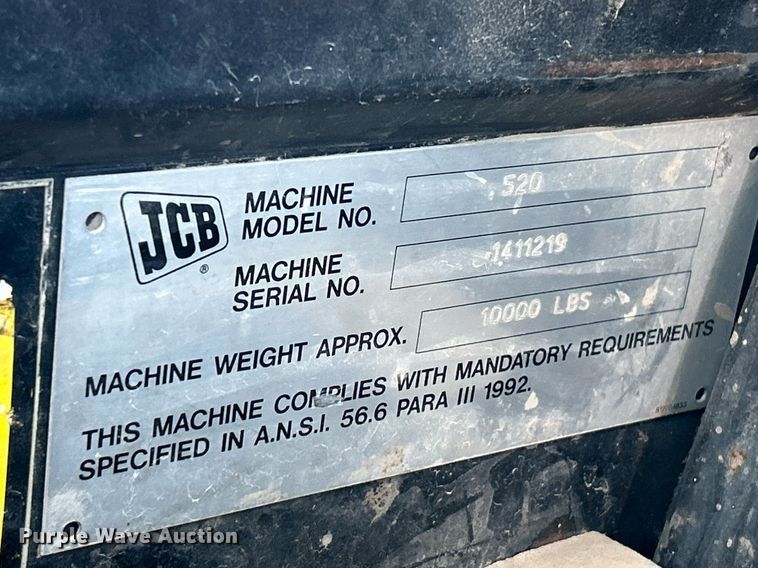 JCB
®
MACHINE
MODEL NO.
520
MACHINE
SERIAL NO.
1411219
MACHINE WEIGHT APPROX.
10000 LBS
THIS MACHINE COMPLIES WITH MANDATORY REQUIREMENTS
SPECIFIED IN A.N.S.I. 56.6 PARA III 1992.
Purple Wave Auction